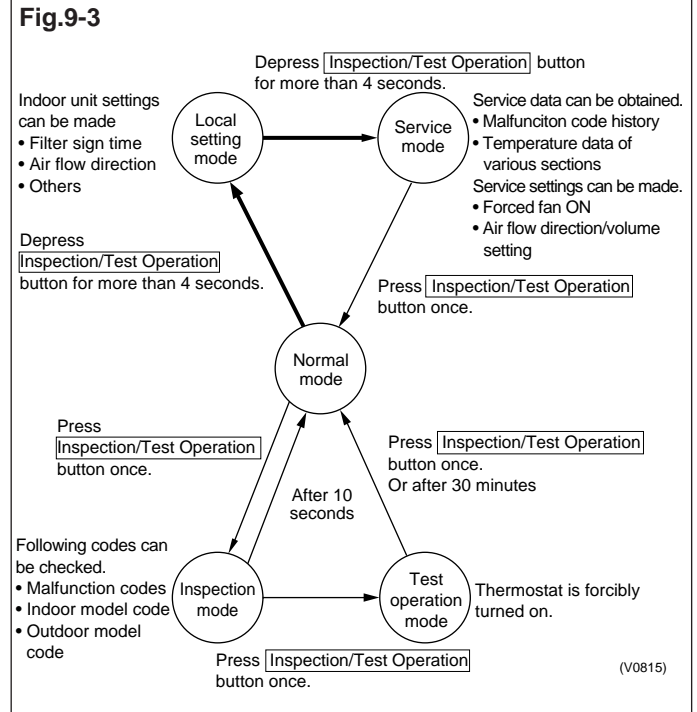 Fig.9-3
Depress Inspection/Test Operation button
for more than 4 seconds.
Indoor unit settings
can be made
• Filter sign time
• Air flow direction
• Others
Local
setting
mode
Service
mode
Service data can be obtained.
• Malfunciton code history
• Temperature data of
various sections
Service settings can be made.
• Forced fan ON
• Air flow direction/volume
setting
Depress
Inspection/Test Operation
button for more than 4 seconds.
Press Inspection/Test Operation
button once.
Normal
mode
Press
Inspection/Test Operation
button once.
After 10
seconds
Press Inspection/Test Operation
button once.
Or after 30 minutes
Following codes can
be checked.
• Malfunction codes
• Indoor model code
• Outdoor model
code
Inspection
mode
Test
operation
mode
Thermostat is forcibly
turned on.
Press Inspection/Test Operation
button once.
(V0815)